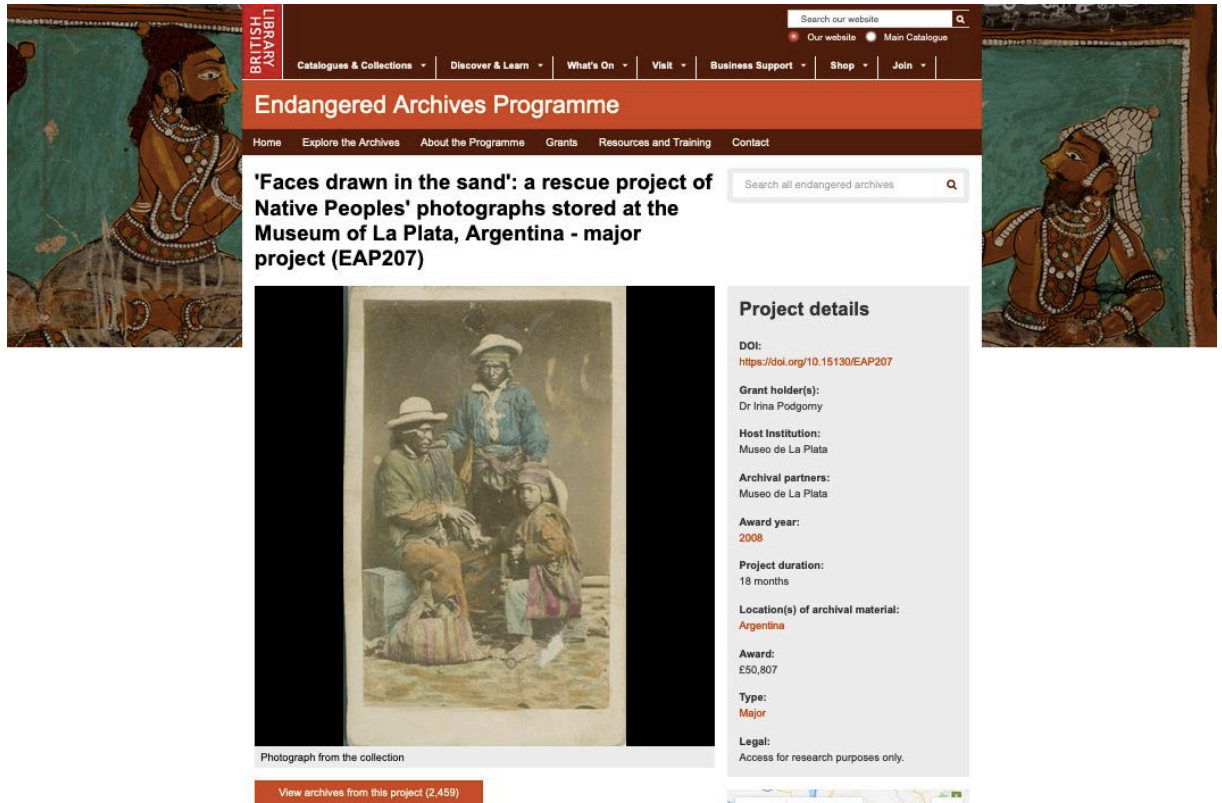 BRITISH
LIBRARY
Search our website
Our website Main Catalogue
Catalogues & Collections Discover & Learn What's On Visit Business Support Shop Join
Endangered Archives Programme
Home Explore the Archives About the Programme Grants Resources and Training Contact
'Faces drawn in the sand': a rescue project of
Native Peoples' photographs stored at the
Museum of La Plata, Argentina - major
project (EAP207)
Photograph from the collection
View archives from this project (2,459)
Search all endangered archives
Project details
DOI:
https://doi.org/10.15130/EAP207
Grant holder(s):
Dr Irina Podgorny
Host Institution:
Museo de La Plata
Archival partners:
Museo de La Plata
Award year:
2008
Project duration:
18 months
Location(s) of archival material:
Argentina
Award:
£50,807
Type:
Major
Legal:
Access for research purposes only.